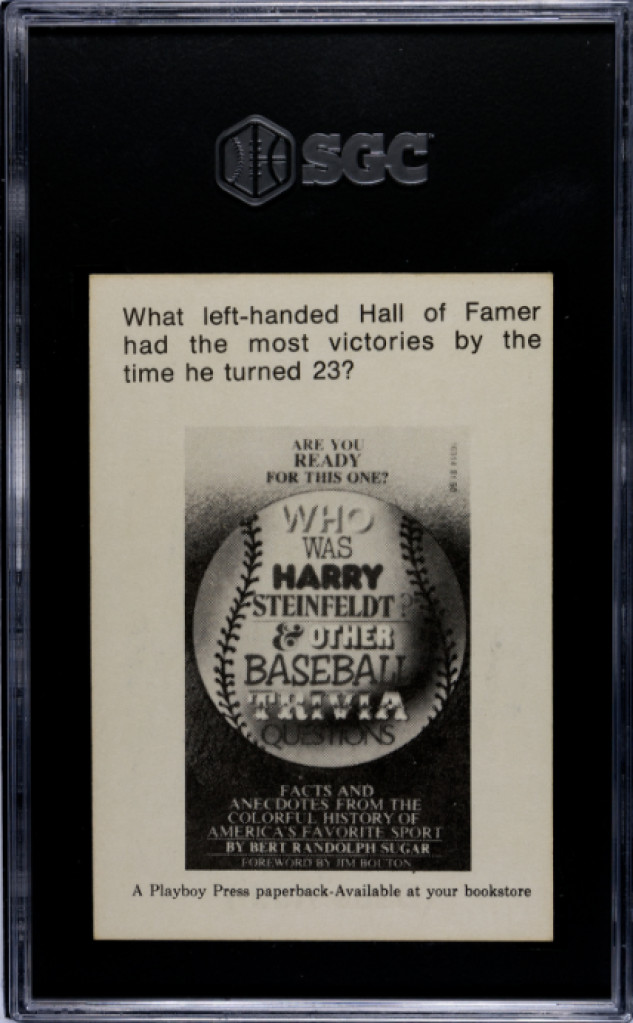 SGC
What left-handed Hall of Famer
had the most victories by the
time he turned 23?
ARE YOU
READY
FOR THIS ONE?
WHO
WAS
HARRY
STEINFELDT?
& OTHER
BASEBALL
TRIVIA
QUESTIONS
FACTS AND
ANECDOTES FROM THE
COLORFUL HISTORY OF
AMERICA'S FAVORITE SPORT
BY BERT RANDOLPH SUGAR
FOREWORD BY JIM BOUTON
A Playboy Press paperback-Available at your bookstore